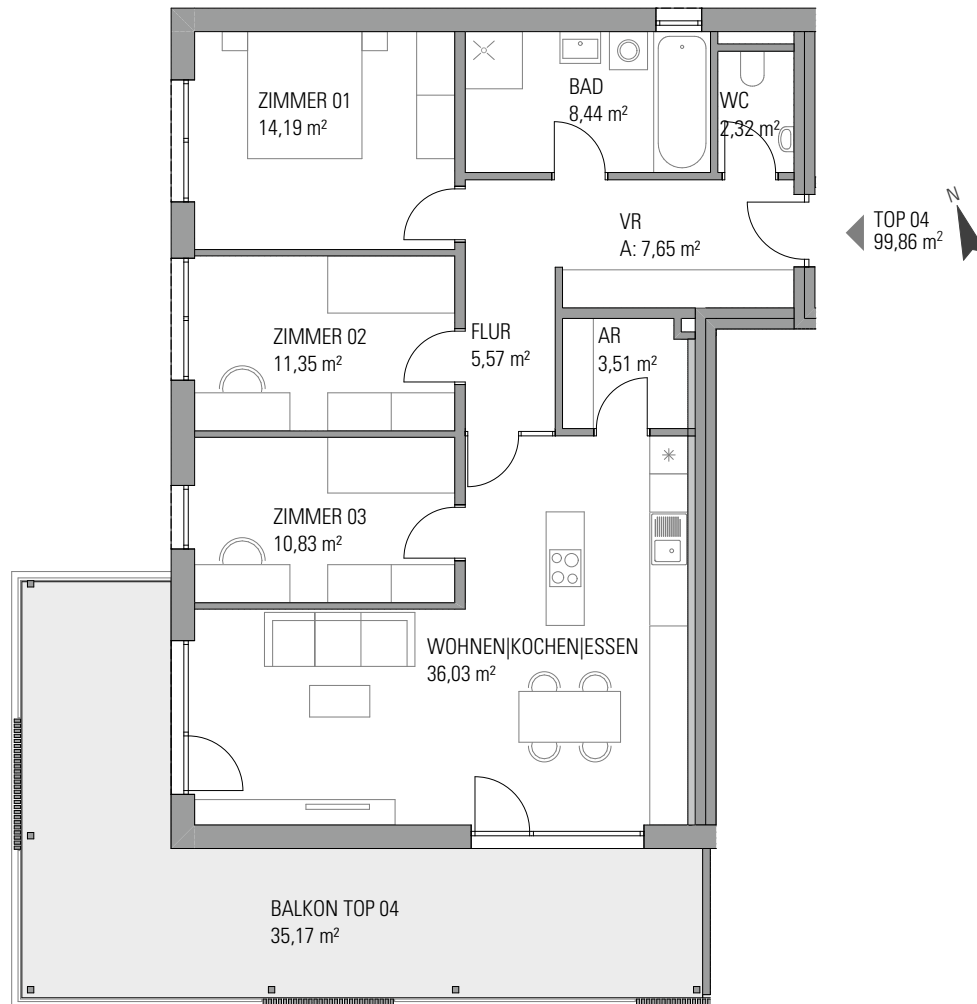 ZIMMER 01
14,19 m²
BAD
8,44 m²
WC
2,32 m²
VR
A: 7,65 m²
TOP 04
99,86 m²
N
ZIMMER 02
11,35 m²
FLUR
5,57 m²
AR
3,51 m²
ZIMMER 03
10,83 m²
WOHNEN|KOCHEN|ESSEN
36,03 m²
BALKON TOP 04
35,17 m²